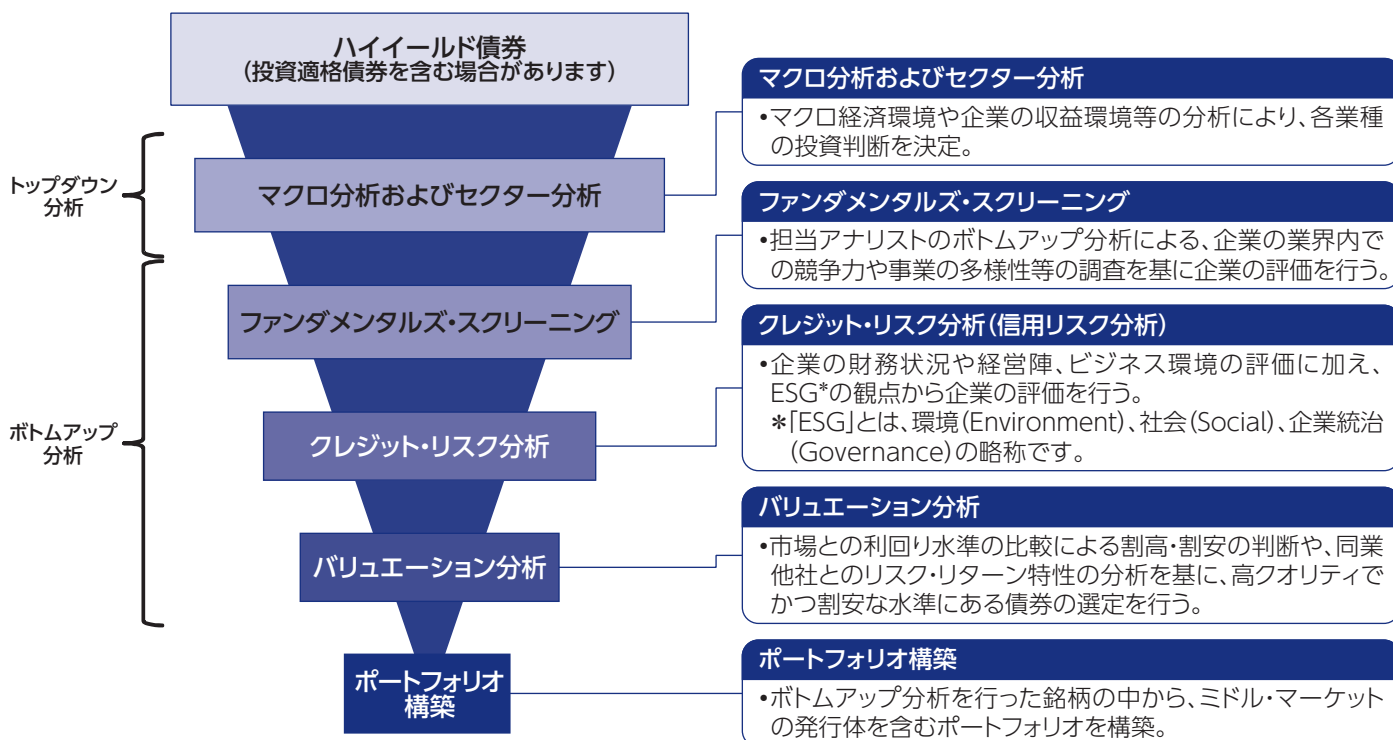 ハイイールド債券
(投資適格債券を含む場合があります)
トップダウン
分析
マクロ分析およびセクター分析
ボトムアップ
分析
ファンダメンタルズ・スクリーニング
クレジット・リスク分析
バリュエーション分析
ポートフォリオ
構築
マクロ分析およびセクター分析
•マクロ経済環境や企業の収益環境等の分析により、各業種
の投資判断を決定。
ファンダメンタルズ・スクリーニング
•担当アナリストのボトムアップ分析による、企業の業界内で
の競争力や事業の多様性等の調査を基に企業の評価を行う。
クレジット・リスク分析(信用リスク分析)
•企業の財務状況や経営陣、ビジネス環境の評価に加え、
ESG*の観点から企業の評価を行う。
＊「ESG」とは、環境(Environment)、社会(Social)、企業統治
(Governance)の略称です。
バリュエーション分析
•市場との利回り水準の比較による割高・割安の判断や、同業
他社とのリスク・リターン特性の分析を基に、高クオリティで
かつ割安な水準にある債券の選定を行う。
ポートフォリオ構築
•ボトムアップ分析を行った銘柄の中から、ミドル・マーケット
の発行体を含むポートフォリオを構築。